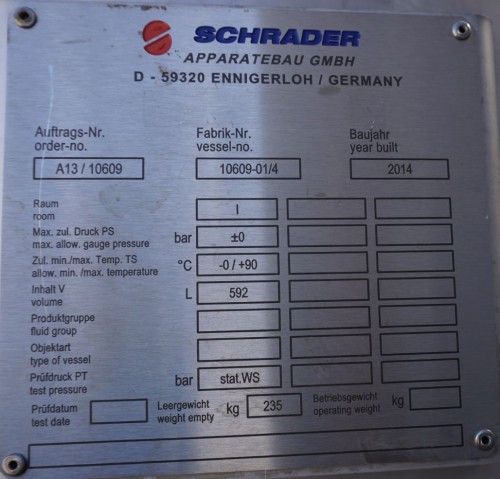 SCHRADER
APPARATEBAU GMBH
D - 59320 ENNIGERLOH / GERMANY
Auftrags-Nr. Fabrik-Nr. Baujahr
order-no. vessel-no. year built
A13 / 10609 10609-01/4 2014
Raum
room I
Max. zul. Druck PS
max. allow. gauge pressure bar ±0
Zul. min./max. Temp. TS
allow. min. /max. temperature °C -0 / +90
Inhalt V
volume L 592
Produktgruppe
fluid group
Objektart
type of vessel
Prüfdruck PT
test pressure bar stat.WS
Prüfdatum Leergewicht kg 235 Betriebsgewicht kg
test date weight empty operating weight